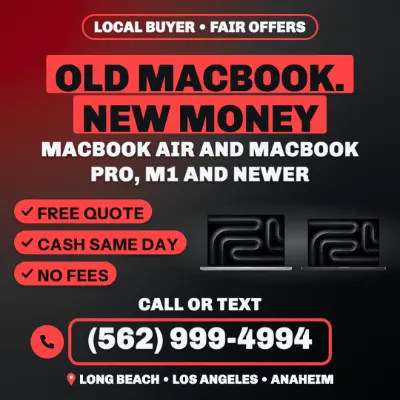 LOCAL BUYER • FAIR OFFERS
OLD MACBOOK.
NEW MONEY
MACBOOK AIR AND MACBOOK
PRO, M1 AND NEWER
FREE QUOTE
CASH SAME DAY
NO FEES
CALL OR TEXT
(562) 999-4994
LONG BEACH • LOS ANGELES • ANAHEIM